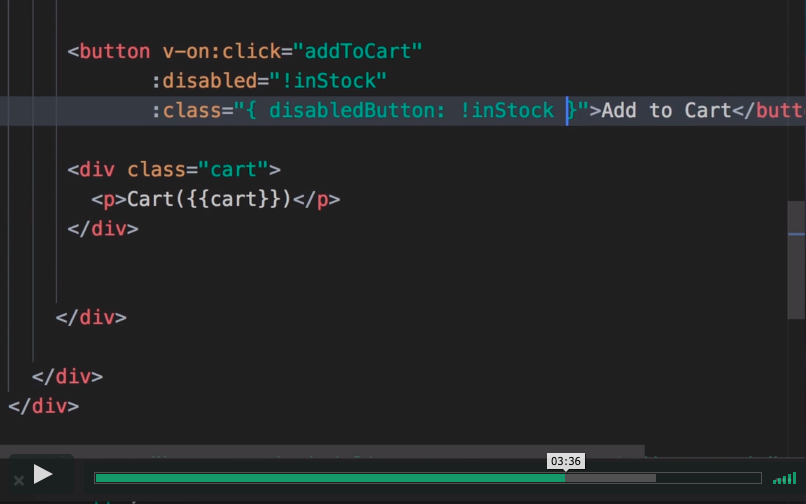 <button v-on:click="addToCart"
:disabled="!inStock"
:class="{ disabledButton: !inStock }">Add to Cart</butt
<div class="cart">
<p>Cart({{cart}})</p>
</div>
</div>
</div>
</div>
03:36